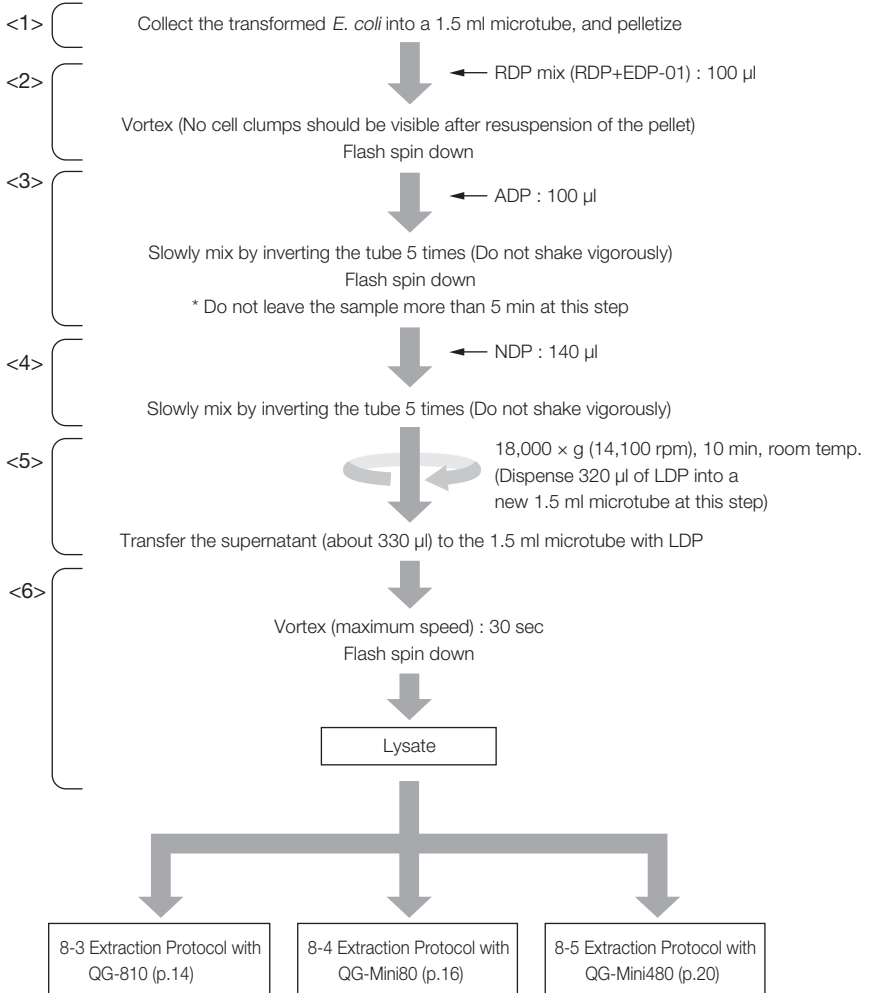 <1>
Collect the transformed E. coli into a 1.5 ml microtube, and pelletize
<2>
RDP mix (RDP+EDP-01) : 100 µl
Vortex (No cell clumps should be visible after resuspension of the pellet)
Flash spin down
<3>
ADP : 100 µl
Slowly mix by inverting the tube 5 times (Do not shake vigorously)
Flash spin down
* Do not leave the sample more than 5 min at this step
<4>
NDP : 140 µl
Slowly mix by inverting the tube 5 times (Do not shake vigorously)
<5>
18,000 × g (14,100 rpm), 10 min, room temp.
(Dispense 320 µl of LDP into a
new 1.5 ml microtube at this step)
Transfer the supernatant (about 330 µl) to the 1.5 ml microtube with LDP
<6>
Vortex (maximum speed) : 30 sec
Flash spin down
Lysate
8-3 Extraction Protocol with
QG-810 (p.14)
8-4 Extraction Protocol with
QG-Mini80 (p.16)
8-5 Extraction Protocol with
QG-Mini480 (p.20)